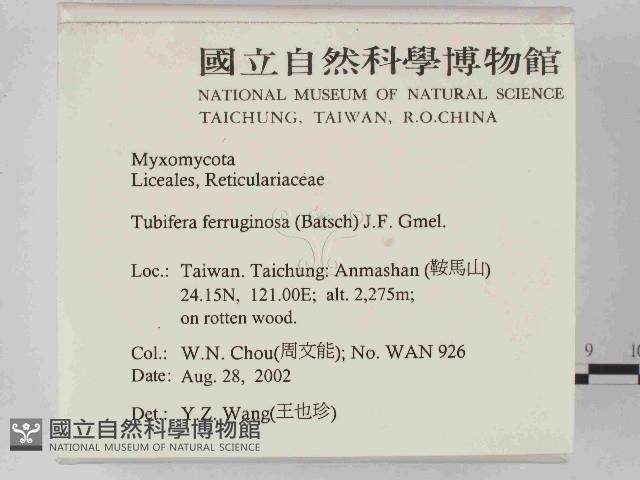 國立自然科學博物館
NATIONAL MUSEUM OF NATURAL SCIENCE
TAICHUNG, TAIWAN, R.O.CHINA
Myxomycota
Liceales, Reticulariaceae
Tubifera ferruginosa (Batsch) J.F. Gmel.
Loc.: Taiwan. Taichung: Anmashan (鞍馬山)
24.15N, 121.00E; alt. 2,275m;
on rotten wood.
Col.: W.N. Chou(周文能); No. WAN 926
Date: Aug. 28, 2002
Det.: Y.Z. Wang(王也珍)
9 10
國立自然科學博物館
NATIONAL MUSEUM OF NATURAL SCIENCE